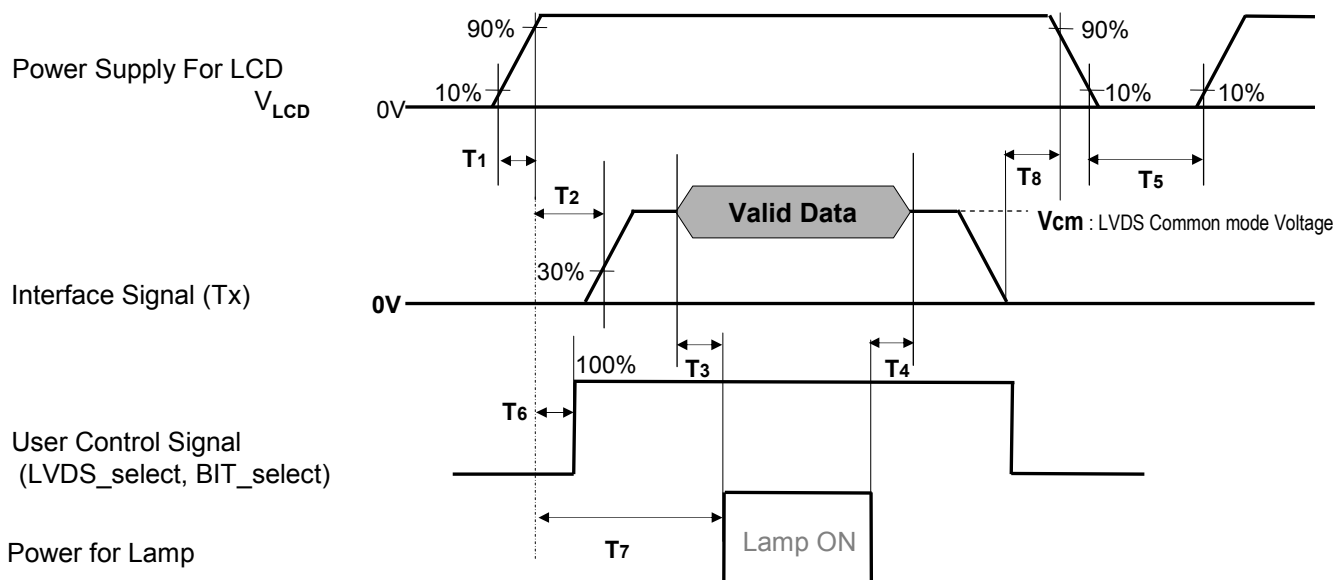 90%
90%
Power Supply For LCD
VLCD
10%
10%
10%
0V
T1
T2
T8
T5
Valid Data
Vcm : LVDS Common mode Voltage
30%
Interface Signal (Tx)
0V
T3
T4
100%
T6
User Control Signal
(LVDS_select, BIT_select)
T7
Lamp ON
Power for Lamp